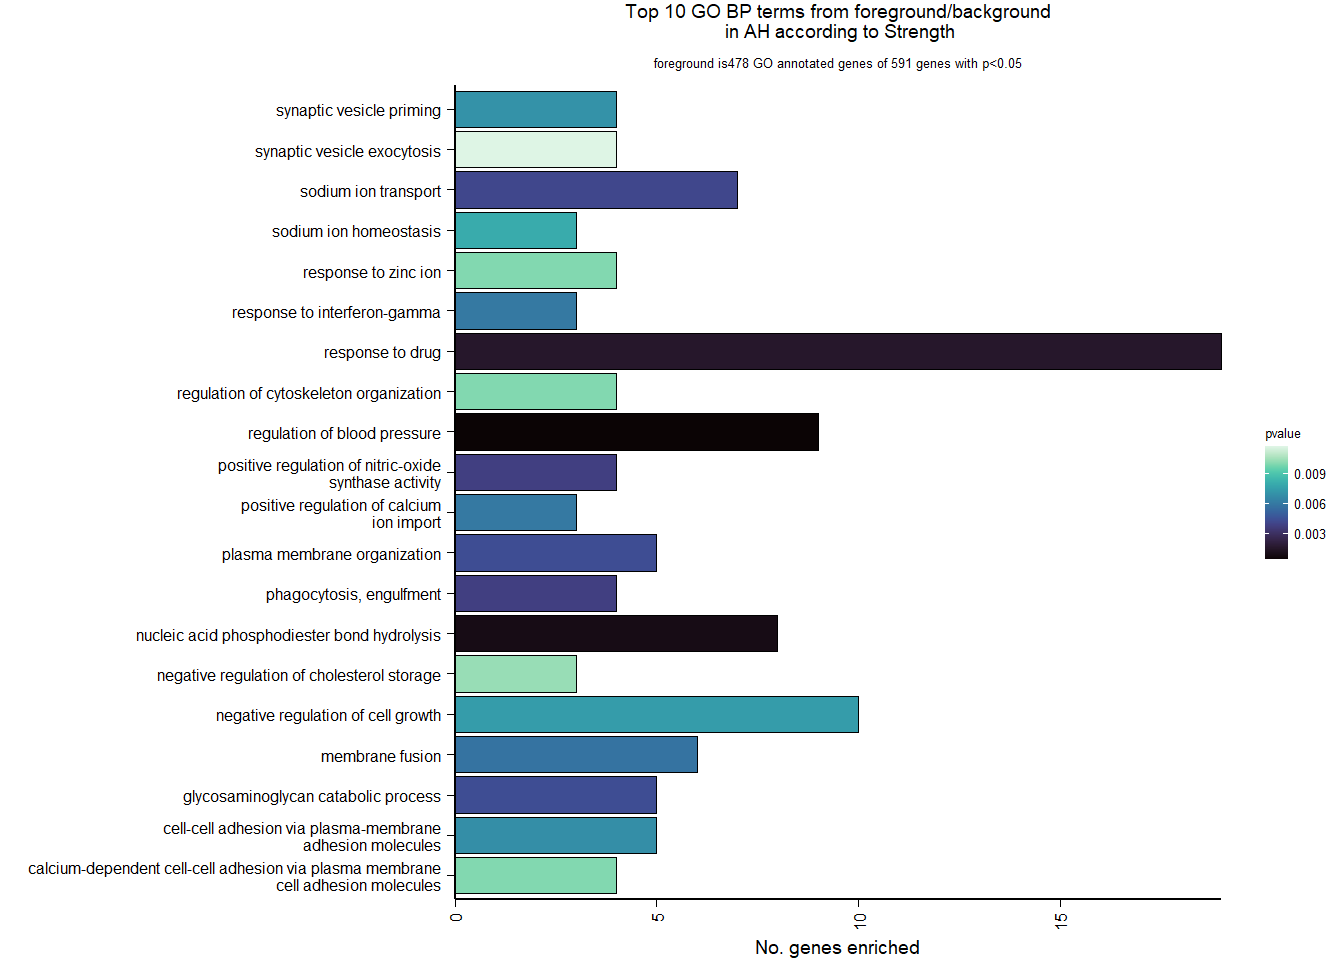 Top 10 GO BP terms from foreground/background
in AH according to Strength
foreground is478 GO annotated genes of 591 genes with p<0.05
synaptic vesicle priming
synaptic vesicle exocytosis
sodium ion transport
sodium ion homeostasis
response to zinc ion
response to interferon-gamma
response to drug
regulation of cytoskeleton organization
regulation of blood pressure
positive regulation of nitric-oxide
synthase activity
positive regulation of calcium
ion import
plasma membrane organization
phagocytosis, engulfment
nucleic acid phosphodiester bond hydrolysis
negative regulation of cholesterol storage
negative regulation of cell growth
membrane fusion
glycosaminoglycan catabolic process
cell-cell adhesion via plasma-membrane
adhesion molecules
calcium-dependent cell-cell adhesion via plasma membrane
cell adhesion molecules
0
5
10
15
No. genes enriched
pvalue
0.009
0.006
0.003